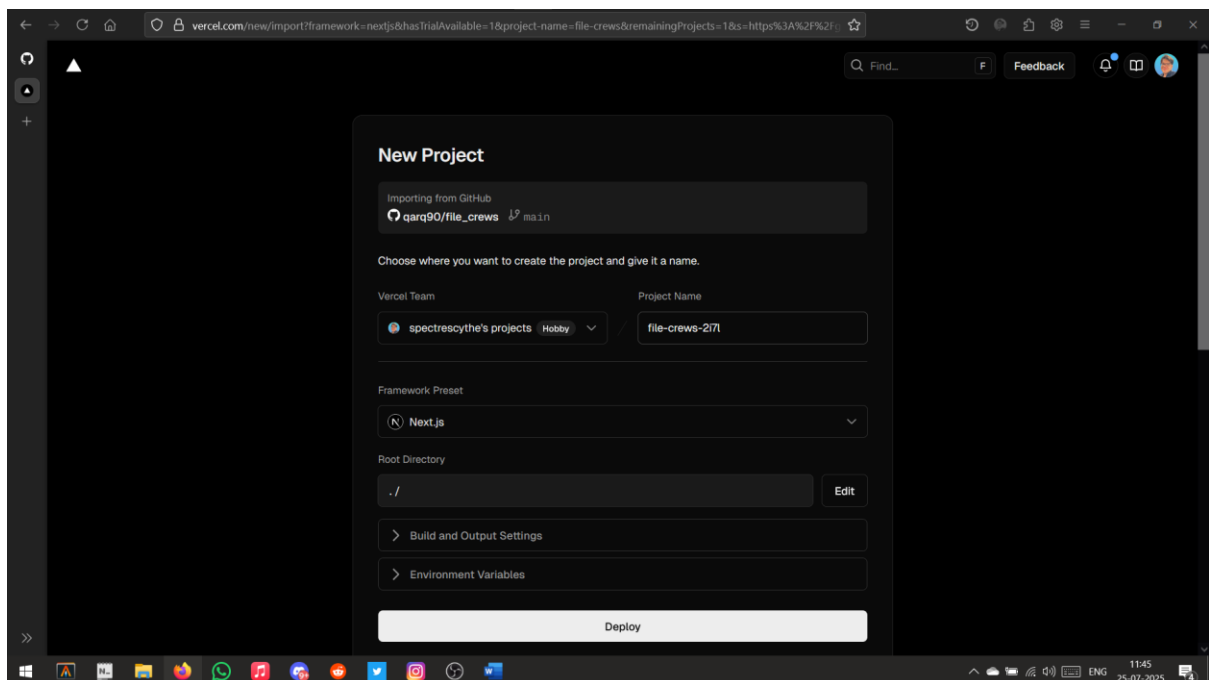 vercel.com/new/import?framework=nextjs&hasTrialAvailable=1&project-name=file-crews&remainingProjects=1&s=https%3A%2F%2Fg
Find...
F
Feedback
New Project
Importing from GitHub
qarq90/file_crews main
Choose where you want to create the project and give it a name.
Vercel Team
Project Name
spectrescythe's projects Hobby
/
file-crews-2i7l
Framework Preset
N Next.js
Root Directory
./
Edit
Build and Output Settings
Environment Variables
Deploy
ENG
11:45
25-07-2025